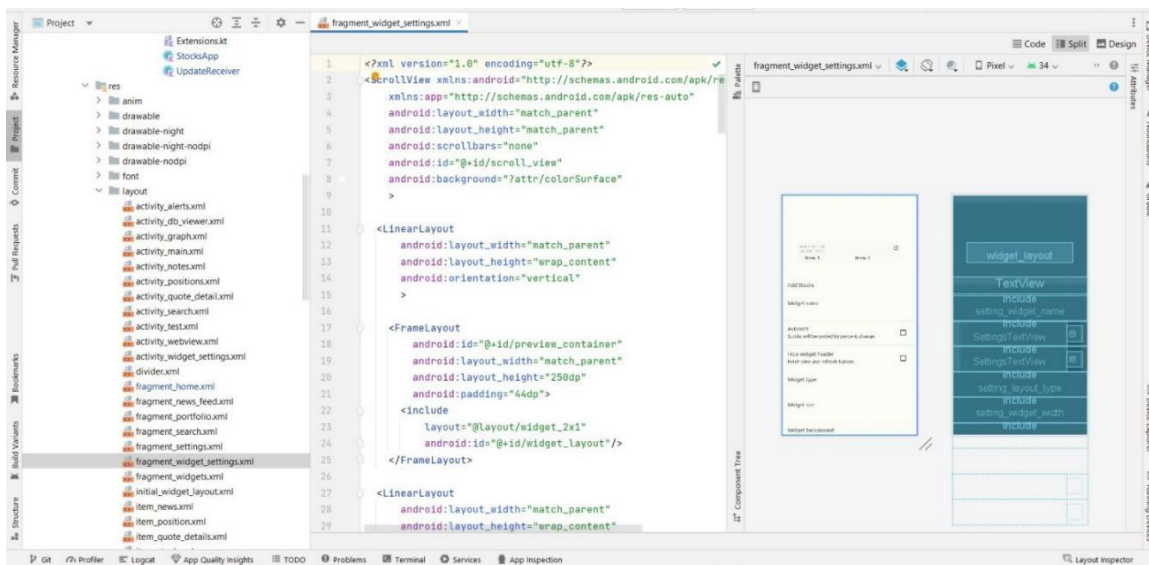 Project
fragment_widget_settings.xml
Resource Manager
Project
Commit
Pull Requests
Bookmarks
Build Variants
Structure
Extensions.kt
StocksApp
UpdateReceiver
res
anim
drawable
drawable-night
drawable-night-nodpi
drawable-nodpi
font
layout
activity_alerts.xml
activity_db_viewer.xml
activity_graph.xml
activity_main.xml
activity_notes.xml
activity_positions.xml
activity_quote_detail.xml
activity_search.xml
activity_test.xml
activity_webview.xml
activity_widget_settings.xml
divider.xml
fragment_home.xml
fragment_news_feed.xml
fragment_portfolio.xml
fragment_search.xml
fragment_settings.xml
fragment_widget_settings.xml
fragment_widgets.xml
initial_widget_layout.xml
item_news.xml
item_position.xml
item_quote_details.xml
1 <?xml version="1.0" encoding="utf-8"?>
2 <ScrollView xmlns:android="http://schemas.android.com/apk/re
3 xmlns:app="http://schemas.android.com/apk/res-auto"
4 android:layout_width="match_parent"
5 android:layout_height="match_parent"
6 android:scrollbars="none"
7 android:id="@+id/scroll_view"
8 android:background="?attr/colorSurface"
9 >
10
11 <LinearLayout
12 android:layout_width="match_parent"
13 android:layout_height="wrap_content"
14 android:orientation="vertical"
15 >
16
17 <FrameLayout
18 android:id="@+id/preview_container"
19 android:layout_width="match_parent"
20 android:layout_height="250dp"
21 android:padding="44dp">
22 <include
23 layout="@layout/widget_2x1"
24 android:id="@+id/widget_layout"/>
25 </FrameLayout>
26
27 <LinearLayout
28 android:layout_width="match_parent"
29 android:layout_height="wrap_content"
Code Split Design
Palette
Component Tree
fragment_widget_settings.xml Pixel 34
Attributes
Add Stocks
Widget name
Autosort
Stocks will be sorted by percent change
Hide widget header
Widget type
Widget size
Widget background
widget_layout
TextView
include
setting_widget_name
include
SettingsTextView
include
SettingsTextView
include
setting_layout_type
include
setting_widget_width
include
Git Profiler Logcat App Quality Insights TODO Problems Terminal Services App Inspection Layout Inspector